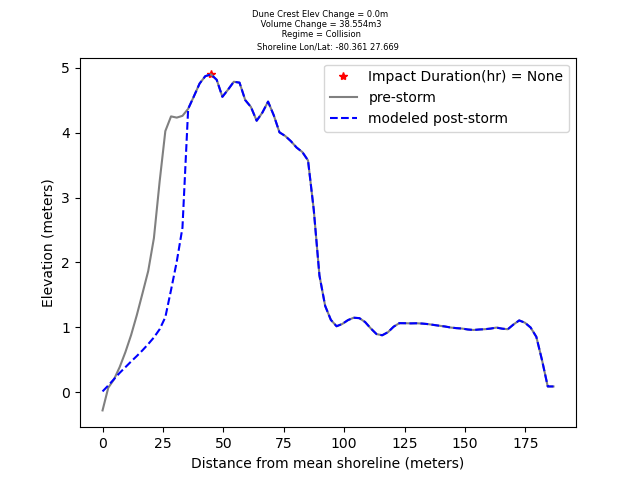 Dune Crest Elev Change = 0.0m
Volume Change = 38.554m3
Regime = Collision
Shoreline Lon/Lat: -80.361 27.669
Impact Duration(hr) = None
pre-storm
modeled post-storm
Elevation (meters)
5
4
3
2
1
0
0 25 50 75 100 125 150 175
Distance from mean shoreline (meters)